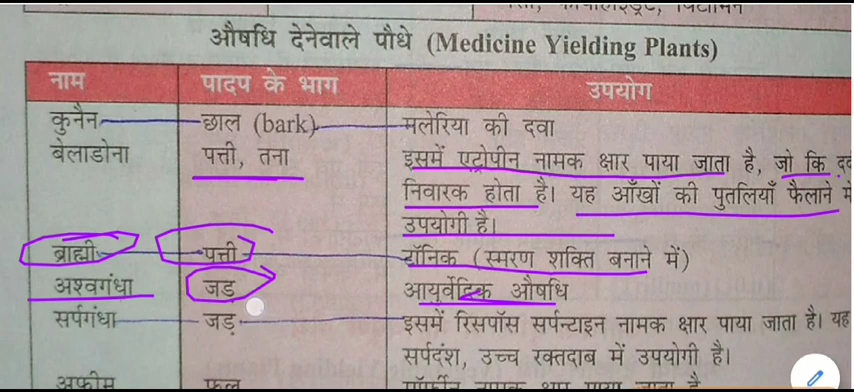 औषधि देनेवाले पौधे (Medicine Yielding Plants)
नाम पादप के भाग उपयोग
कुनैन छाल (bark) मलेरिया की दवा
बेलाडोना पत्ती, तना इसमें एट्रोपीन नामक क्षार पाया जाता है, जो कि
निवारक होता है। यह आँखों की पुतलियाँ फैलाने में
उपयोगी है।
ब्राह्मी पत्ती टॉनिक (स्मरण शक्ति बनाने में)
अश्वगंधा जड़ आयुर्वेदिक औषधि
सर्पगंधा जड़ इसमें रिसपॉस सर्पन्टाइन नामक क्षार पाया जाता है। यह
सर्पदंश, उच्च रक्तदाब में उपयोगी है।
अफीम फल